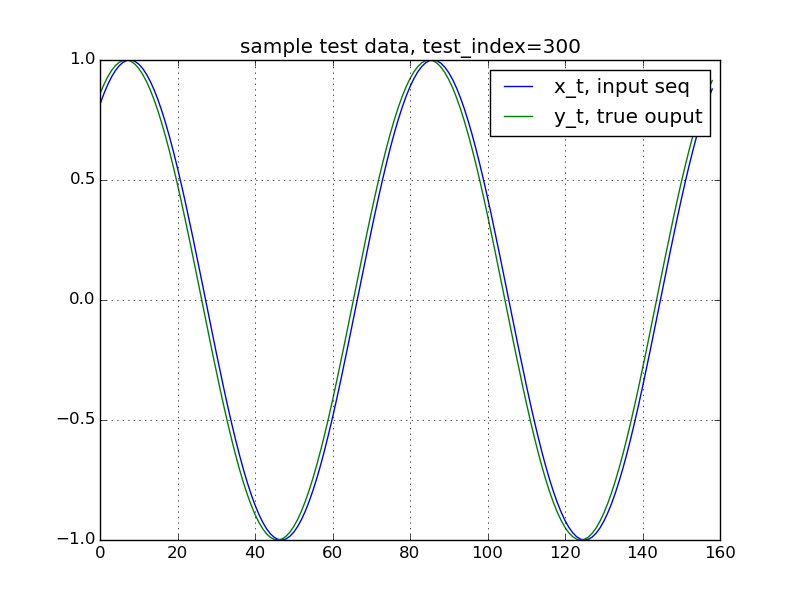 sample test data, test_index=300
1.0
x_t, input seq
y_t, true ouput
0.5
0.0
−0.5
−1.0
0 20 40 60 80 100 120 140 160